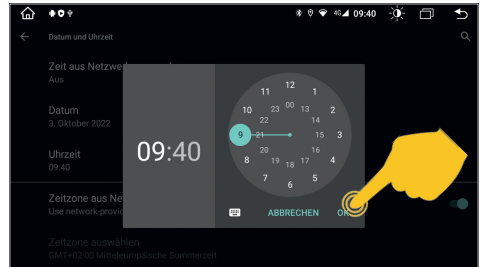 4G 09:40
Datum und Uhrzeit
Zeit aus Netzwe
Aus
Datum
3. Oktober 2022
Uhrzeit
09:40
Zeitzone aus Ne
Use network-provid
Zeitzone auswählen
GMT+02:00 Mitteleuropäische Sommerzeit
09:40
12
11 1
00
23 13
10 2
22 14
9 21 15 3
20 16
8 4
19 17
18
7 5
6
ABBRECHEN OK